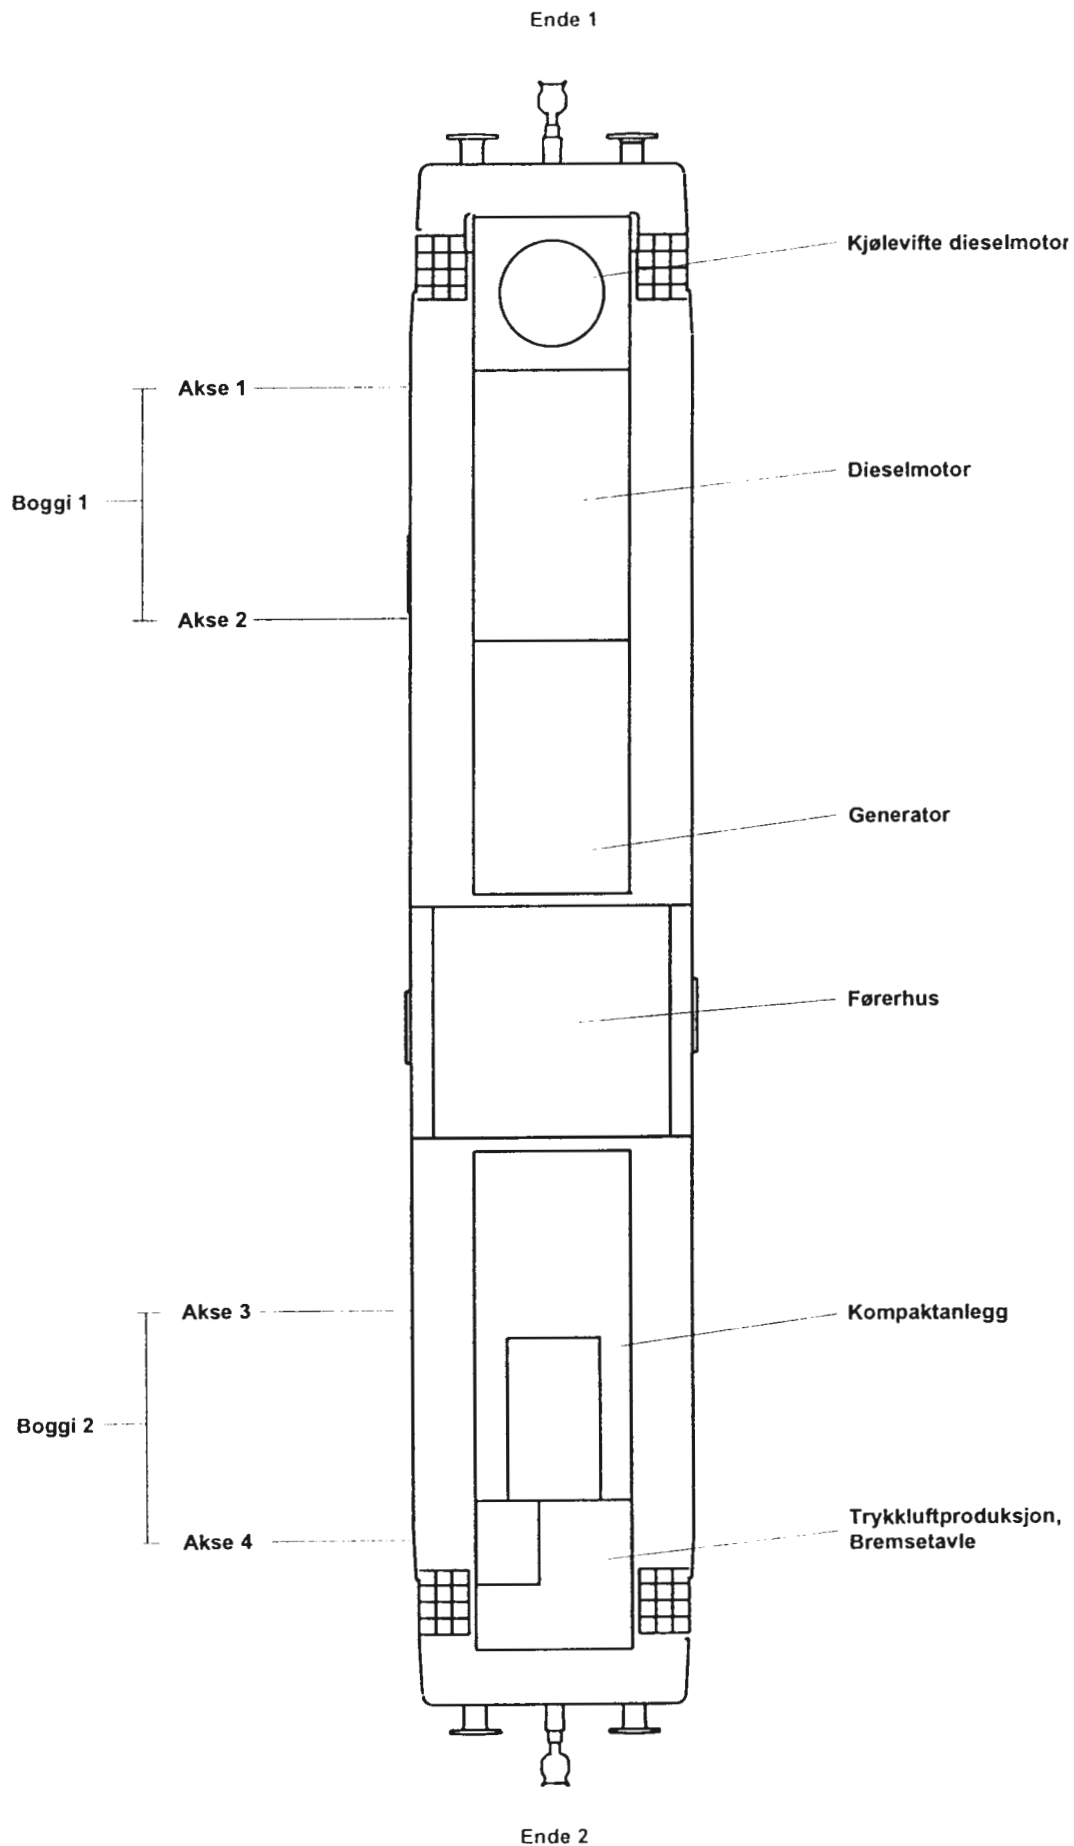 Ende 1
Kjølevifte dieselmotor
Akse 1
Dieselmotor
Boggi 1
Akse 2
Generator
Førerhus
Akse 3
Kompaktanlegg
Boggi 2
Trykkluftproduksjon,
Akse 4
Bremsetavle
Ende 2